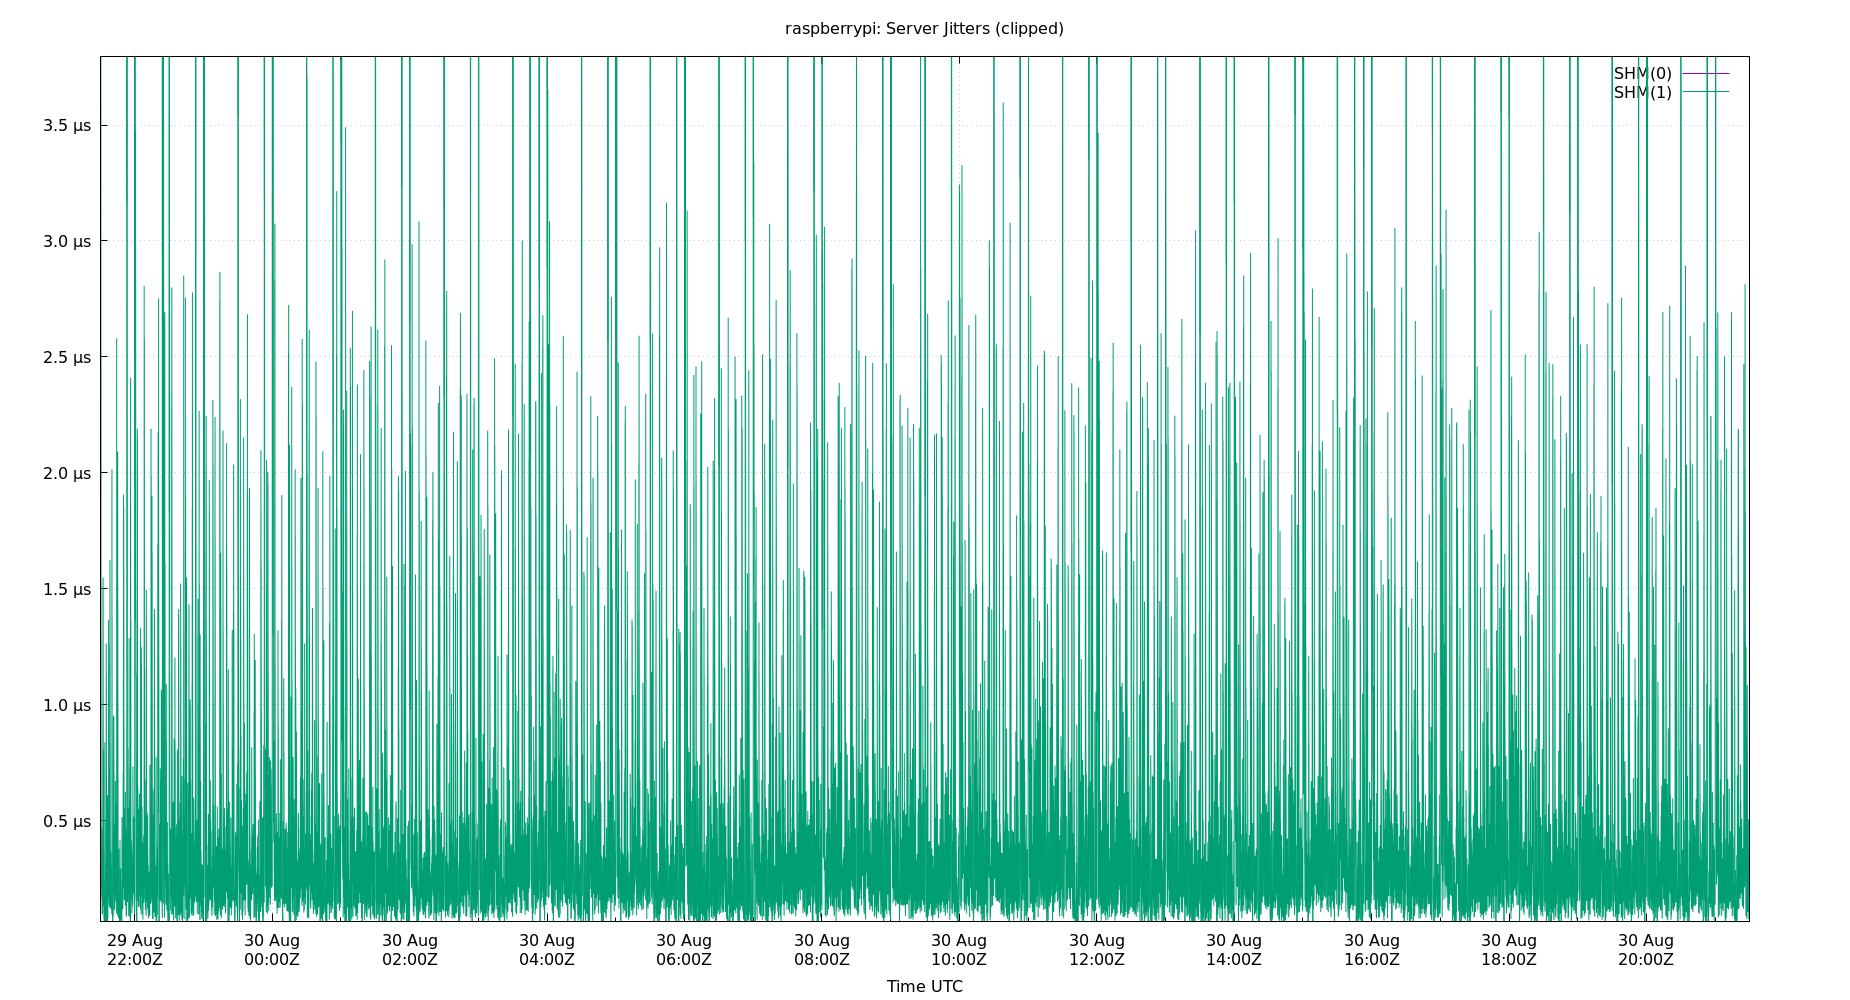 raspberrypi: Server Jitters (clipped)
SHM(0)
SHM(1)
3.5 µs
3.0 µs
2.5 µs
2.0 µs
1.5 µs
1.0 µs
0.5 µs
29 Aug 30 Aug 30 Aug 30 Aug 30 Aug 30 Aug 30 Aug 30 Aug 30 Aug 30 Aug 30 Aug 30 Aug
22:00Z 00:00Z 02:00Z 04:00Z 06:00Z 08:00Z 10:00Z 12:00Z 14:00Z 16:00Z 18:00Z 20:00Z
Time UTC